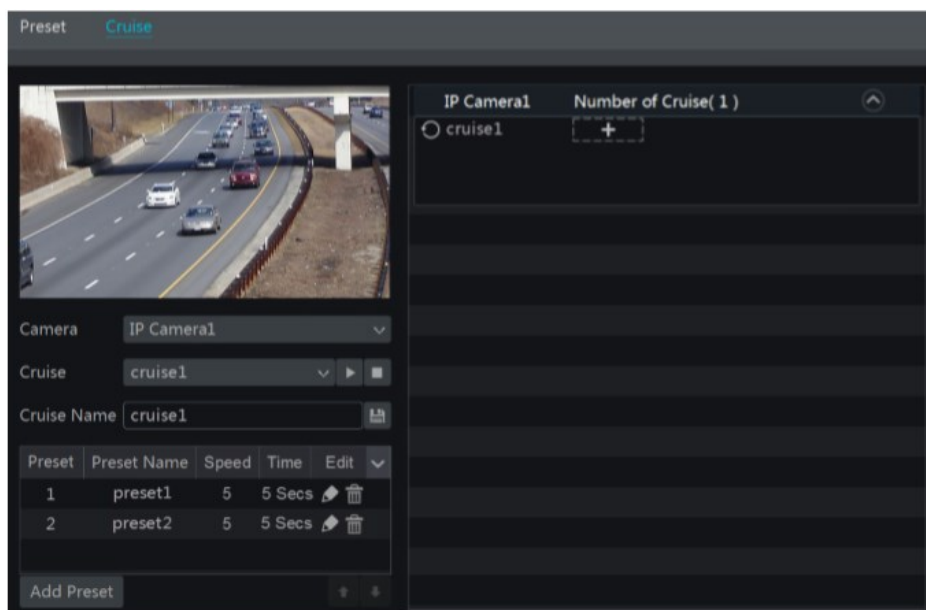 Preset Cruise
IP Camera1 Number of Cruise( 1 )
cruise1
Camera IP Camera1
Cruise cruise1
Cruise Name cruise1
Preset Preset Name Speed Time Edit
1 preset1 5 5 Secs
2 preset2 5 5 Secs
Add Preset